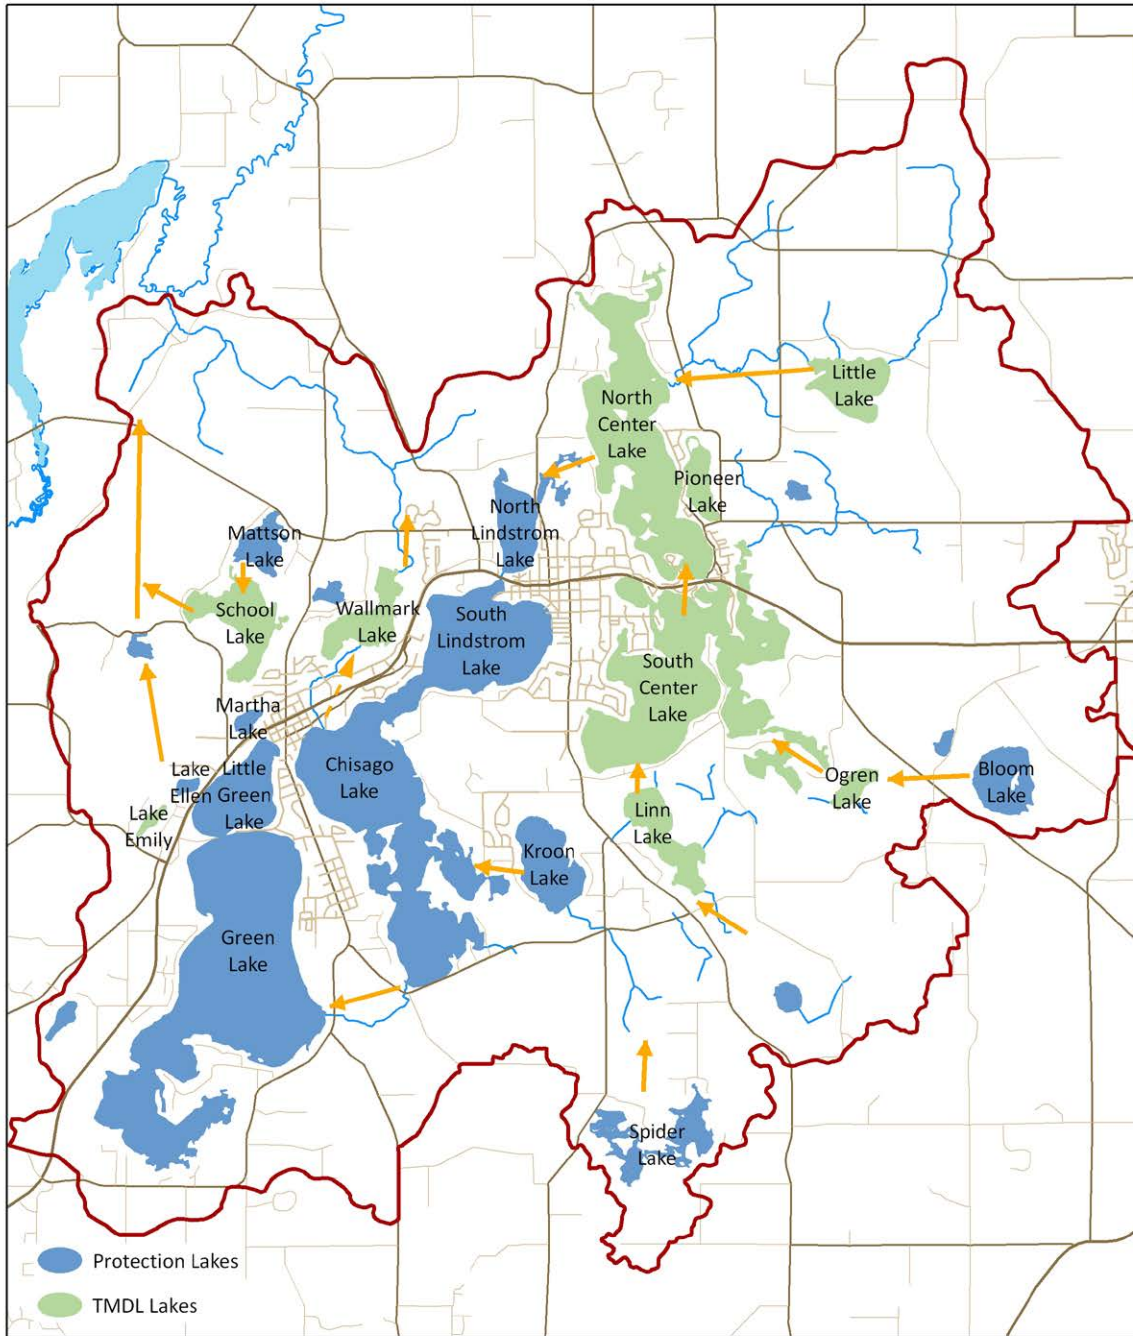 Little
Lake
North
Center
Lake
Pioneer
Lake
North
Lindstrom
Lake
Mattson
Lake
School
Lake
Wallmark
Lake
South
Lindstrom
Lake
South
Center
Lake
Martha
Lake
Lake
Ellen
Little
Green
Lake
Chisago
Lake
Ogren
Lake
Bloom
Lake
Lake
Emily
Linn
Lake
Kroon
Lake
Green
Lake
Spider
Lake
Protection Lakes
TMDL Lakes